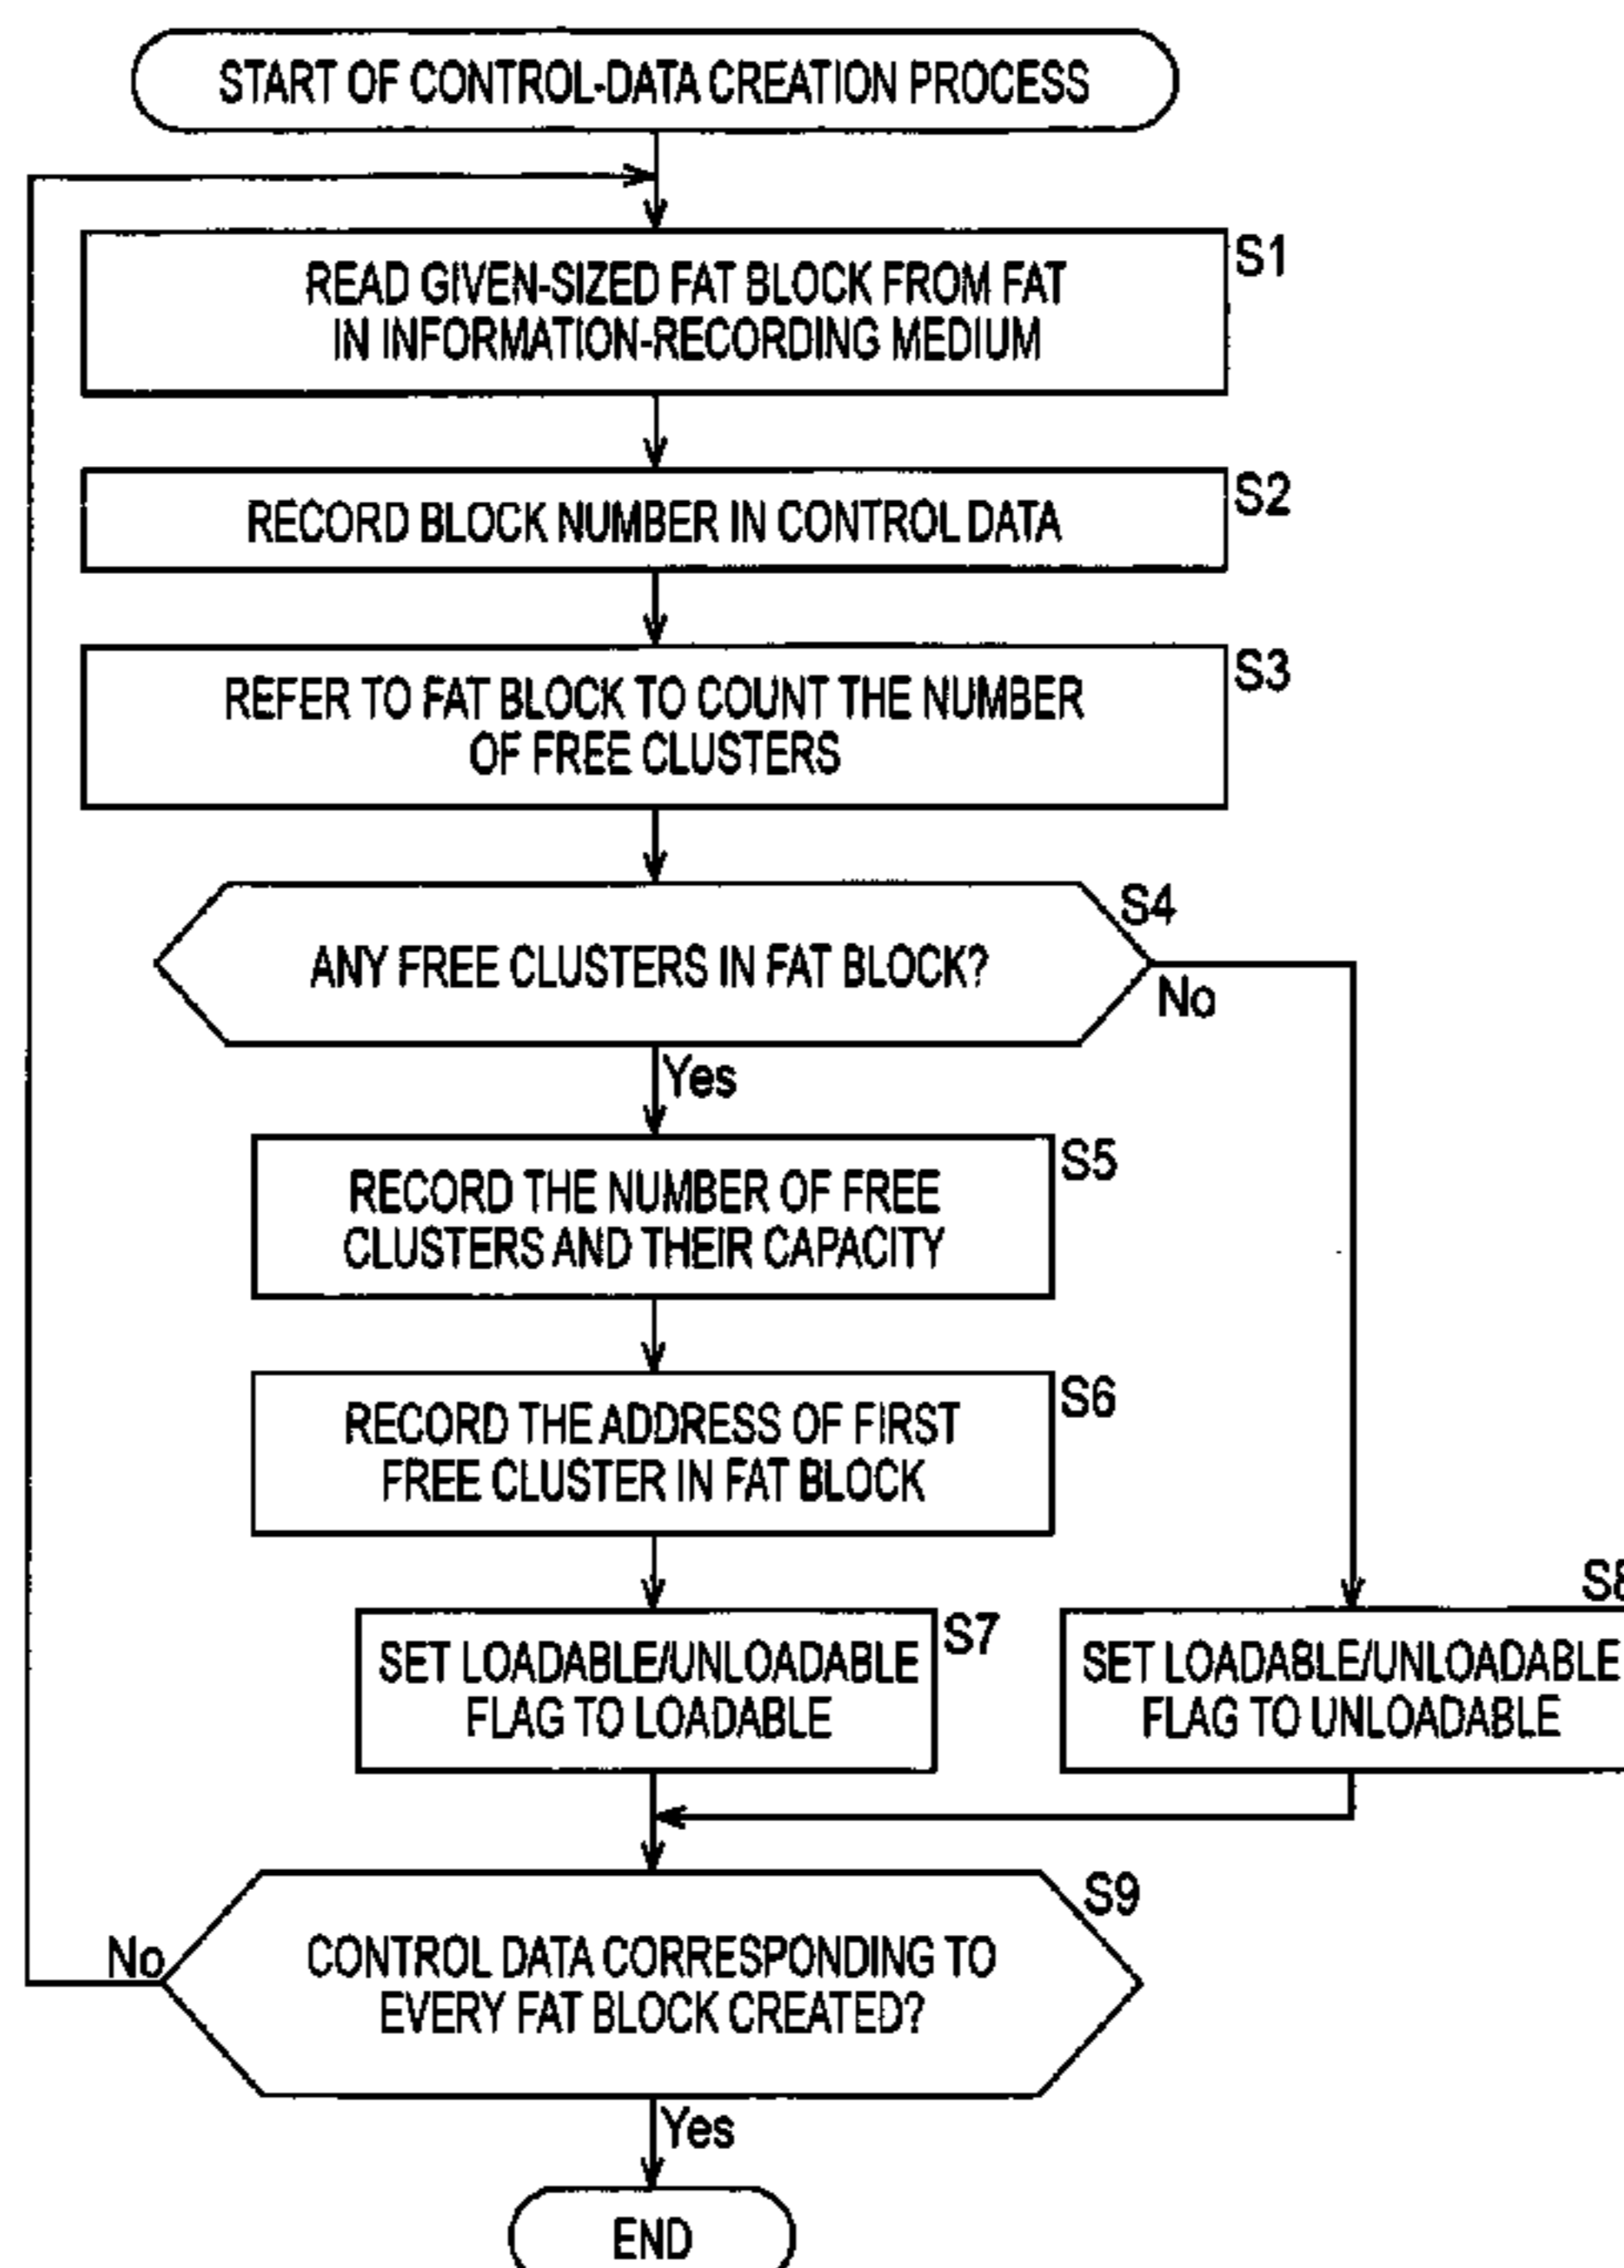 START OF CONTROL-DATA CREATION PROCESS
S1
READ GIVEN-SIZED FAT BLOCK FROM FAT
IN INFORMATION-RECORDING MEDIUM
S2
RECORD BLOCK NUMBER IN CONTROL DATA
S3
REFER TO FAT BLOCK TO COUNT THE NUMBER
OF FREE CLUSTERS
S4
ANY FREE CLUSTERS IN FAT BLOCK?
No
Yes
S5
RECORD THE NUMBER OF FREE
CLUSTERS AND THEIR CAPACITY
S6
RECORD THE ADDRESS OF FIRST
FREE CLUSTER IN FAT BLOCK
S7
SET LOADABLE/UNLOADABLE
FLAG TO LOADABLE
S8
SET LOADABLE/UNLOADABLE
FLAG TO UNLOADABLE
S9
No
CONTROL DATA CORRESPONDING TO
EVERY FAT BLOCK CREATED?
Yes
END